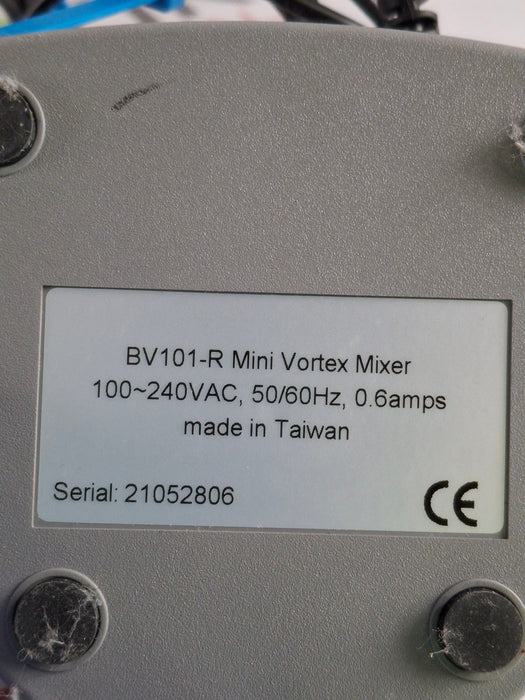 BV101-R Mini Vortex Mixer
100~240VAC, 50/60Hz, 0.6amps
made in Taiwan
Serial: 21052806
CE